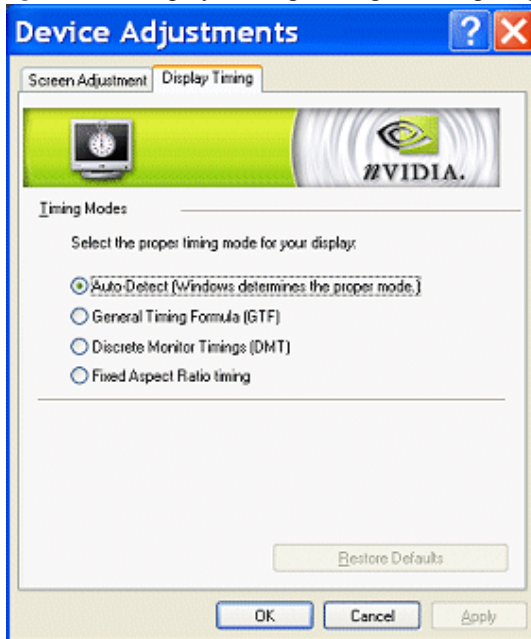 Device Adjustments
Screen Adjustment Display Timing
nVIDIA.
Timing Modes
Select the proper timing mode for your display:
Auto-Detect (Windows determines the proper mode.)
General Timing Formula (GTF)
Discrete Monitor Timings (DMT)
Fixed Aspect Ratio timing
Restore Defaults
OK Cancel Apply